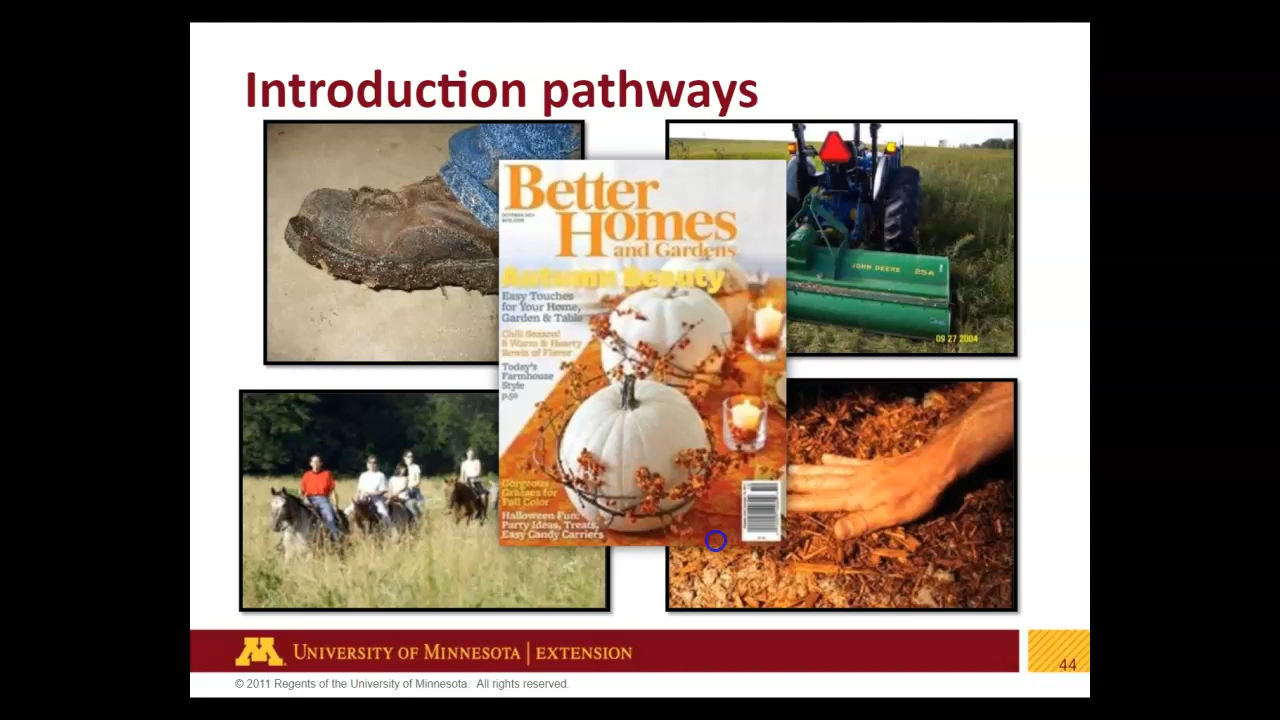 Introduction pathways
Better
Homes
and Gardens
Autumn Beauty
Easy Touches
for Your Home,
Garden & Table
Chili Season!
8 Warm & Hearty
Bowls of Flavor
Today's
Farmhouse
Style
p.50
Gorgeous
Grasses for
Fall Color
Halloween Fun:
Party Ideas, Treats,
Easy Candy Carriers
JOHN DEERE 25A
09 27 2004
M UNIVERSITY OF MINNESOTA | EXTENSION
44
© 2011 Regents of the University of Minnesota. All rights reserved.